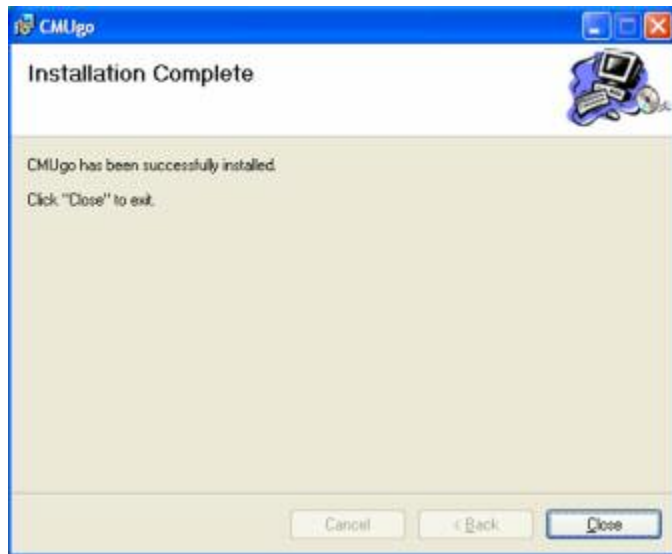 CMUgo
Installation Complete
CMUgo has been successfully installed.
Click "Close" to exit.
Cancel
< Back
Close